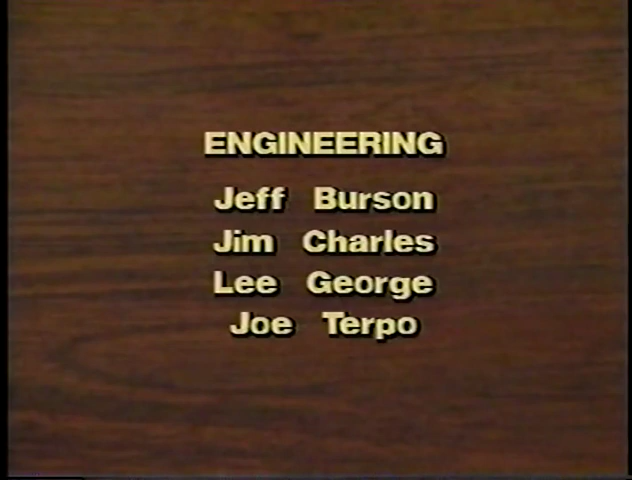 ENGINEERING
Jeff Burson
Jim Charles
Lee George
Joe Terpo